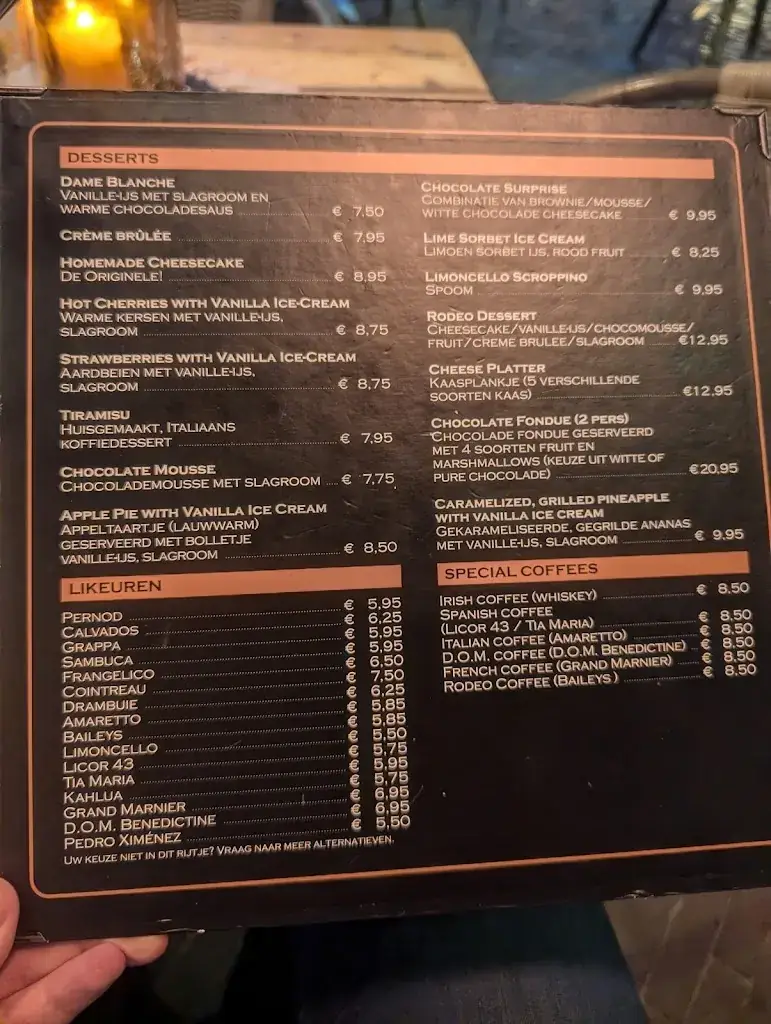 DESSERTS
DAME BLANCHE
VANILLE-IJS MET SLAGROOM EN
WARME CHOCOLADESAUS € 7,50
CRÈME BRÛLÉE € 7,95
HOMEMADE CHEESECAKE
DE ORIGINELE! € 8,95
HOT CHERRIES WITH VANILLA ICE-CREAM
WARME KERSEN MET VANILLE-IJS,
SLAGROOM € 8,75
STRAWBERRIES WITH VANILLA ICE-CREAM
AARDBEIEN MET VANILLE-IJS,
SLAGROOM € 8,75
TIRAMISU
HUISGEMAAKT, ITALIAANS
KOFFIEDESSERT € 7,95
CHOCOLATE MOUSSE
CHOCOLADEMOUSSE MET SLAGROOM € 7,75
APPLE PIE WITH VANILLA ICE CREAM
APPELTAARTJE (LAUWWARM)
GESERVEERD MET BOLLETJE
VANILLE-IJS, SLAGROOM € 8,50
CHOCOLATE SURPRISE
COMBINATIE VAN BROWNIE/MOUSSE/
WITTE CHOCOLADE CHEESECAKE € 9,95
LIME SORBET ICE CREAM
LIMOEN SORBET IJS, ROOD FRUIT € 8,25
LIMONCELLO SCROPPINO
SPOOM € 9,95
RODEO DESSERT
CHEESECAKE/VANILLE-IJS/CHOCOMOUSSE/
FRUIT/CREME BRULEE/SLAGROOM €12,95
CHEESE PLATTER
KAASPLANKJE (5 VERSCHILLENDE
SOORTEN KAAS) €12,95
CHOCOLATE FONDUE (2 PERS)
CHOCOLADE FONDUE GESERVEERD
MET 4 SOORTEN FRUIT EN
MARSHMALLOWS (KEUZE UIT WITTE OF
PURE CHOCOLADE) €20,95
CARAMELIZED, GRILLED PINEAPPLE
WITH VANILLA ICE CREAM
GEKARAMELISEERDE, GEGRILDE ANANAS
MET VANILLE-IJS, SLAGROOM € 9,95
LIKEUREN
PERNOD € 5,95
CALVADOS € 6,25
GRAPPA € 5,95
SAMBUCA € 5,95
FRANGELICO € 6,50
COINTREAU € 7,50
DRAMBUIE € 6,25
AMARETTO € 5,85
BAILEYS € 5,85
LIMONCELLO € 5,50
LICOR 43 € 5,75
TIA MARIA € 5,95
KAHLUA € 5,75
GRAND MARNIER € 6,95
D.O.M. BENEDICTINE € 6,95
PEDRO XIMÉNEZ € 5,50
UW KEUZE NIET IN DIT RIJTJE? VRAAG NAAR MEER ALTERNATIEVEN.
SPECIAL COFFEES
IRISH COFFEE (WHISKEY) € 8,50
SPANISH COFFEE
(LICOR 43 / TIA MARIA) € 8,50
ITALIAN COFFEE (AMARETTO) € 8,50
D.O.M. COFFEE (D.O.M. BENEDICTINE) € 8,50
FRENCH COFFEE (GRAND MARNIER) € 8,50
RODEO COFFEE (BAILEYS ) € 8,50